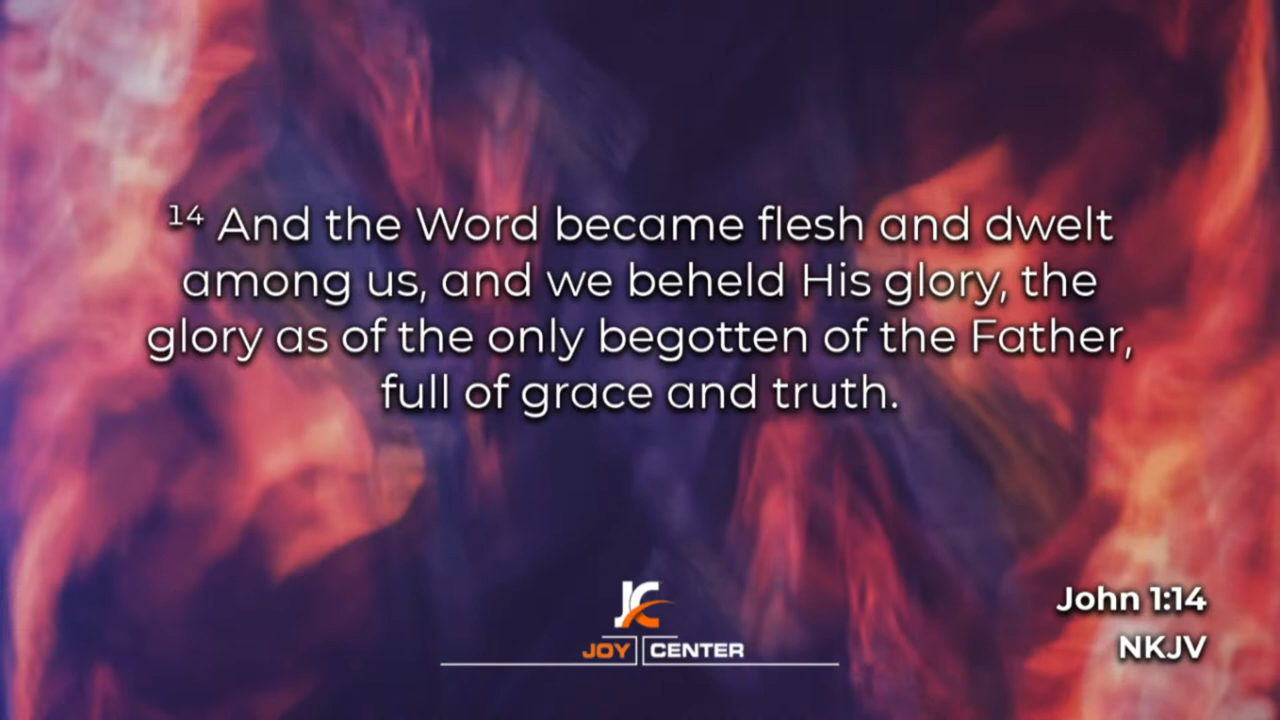 ¹⁴ And the Word became flesh and dwelt
among us, and we beheld His glory, the
glory as of the only begotten of the Father,
full of grace and truth.
JC
JOY CENTER
John 1:14
NKJV